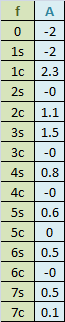 f A
0 -2
1s -2
1c 2.3
2s -0
2c 1.1
3s 1.5
3c -0
4s 0.8
4c -0
5s 0.6
5c 0
6s 0.5
6c -0
7s 0.5
7c 0.1